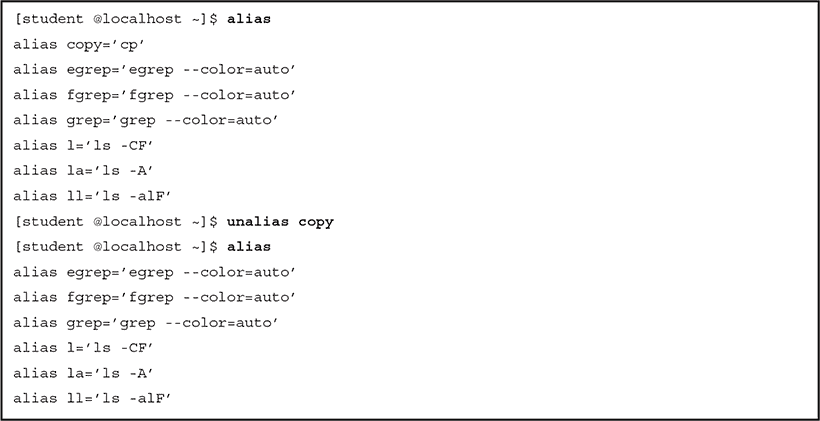 [student @localhost ~]$ alias
alias copy=’cp’
alias egrep=’egrep --color=auto’
alias fgrep=’fgrep --color=auto’
alias grep=’grep --color=auto’
alias l=’ls -CF’
alias la=’ls -A’
alias ll=’ls -alF’
[student @localhost ~]$ unalias copy
[student @localhost ~]$ alias
alias egrep=’egrep --color=auto’
alias fgrep=’fgrep --color=auto’
alias grep=’grep --color=auto’
alias l=’ls -CF’
alias la=’ls -A’
alias ll=’ls -alF’